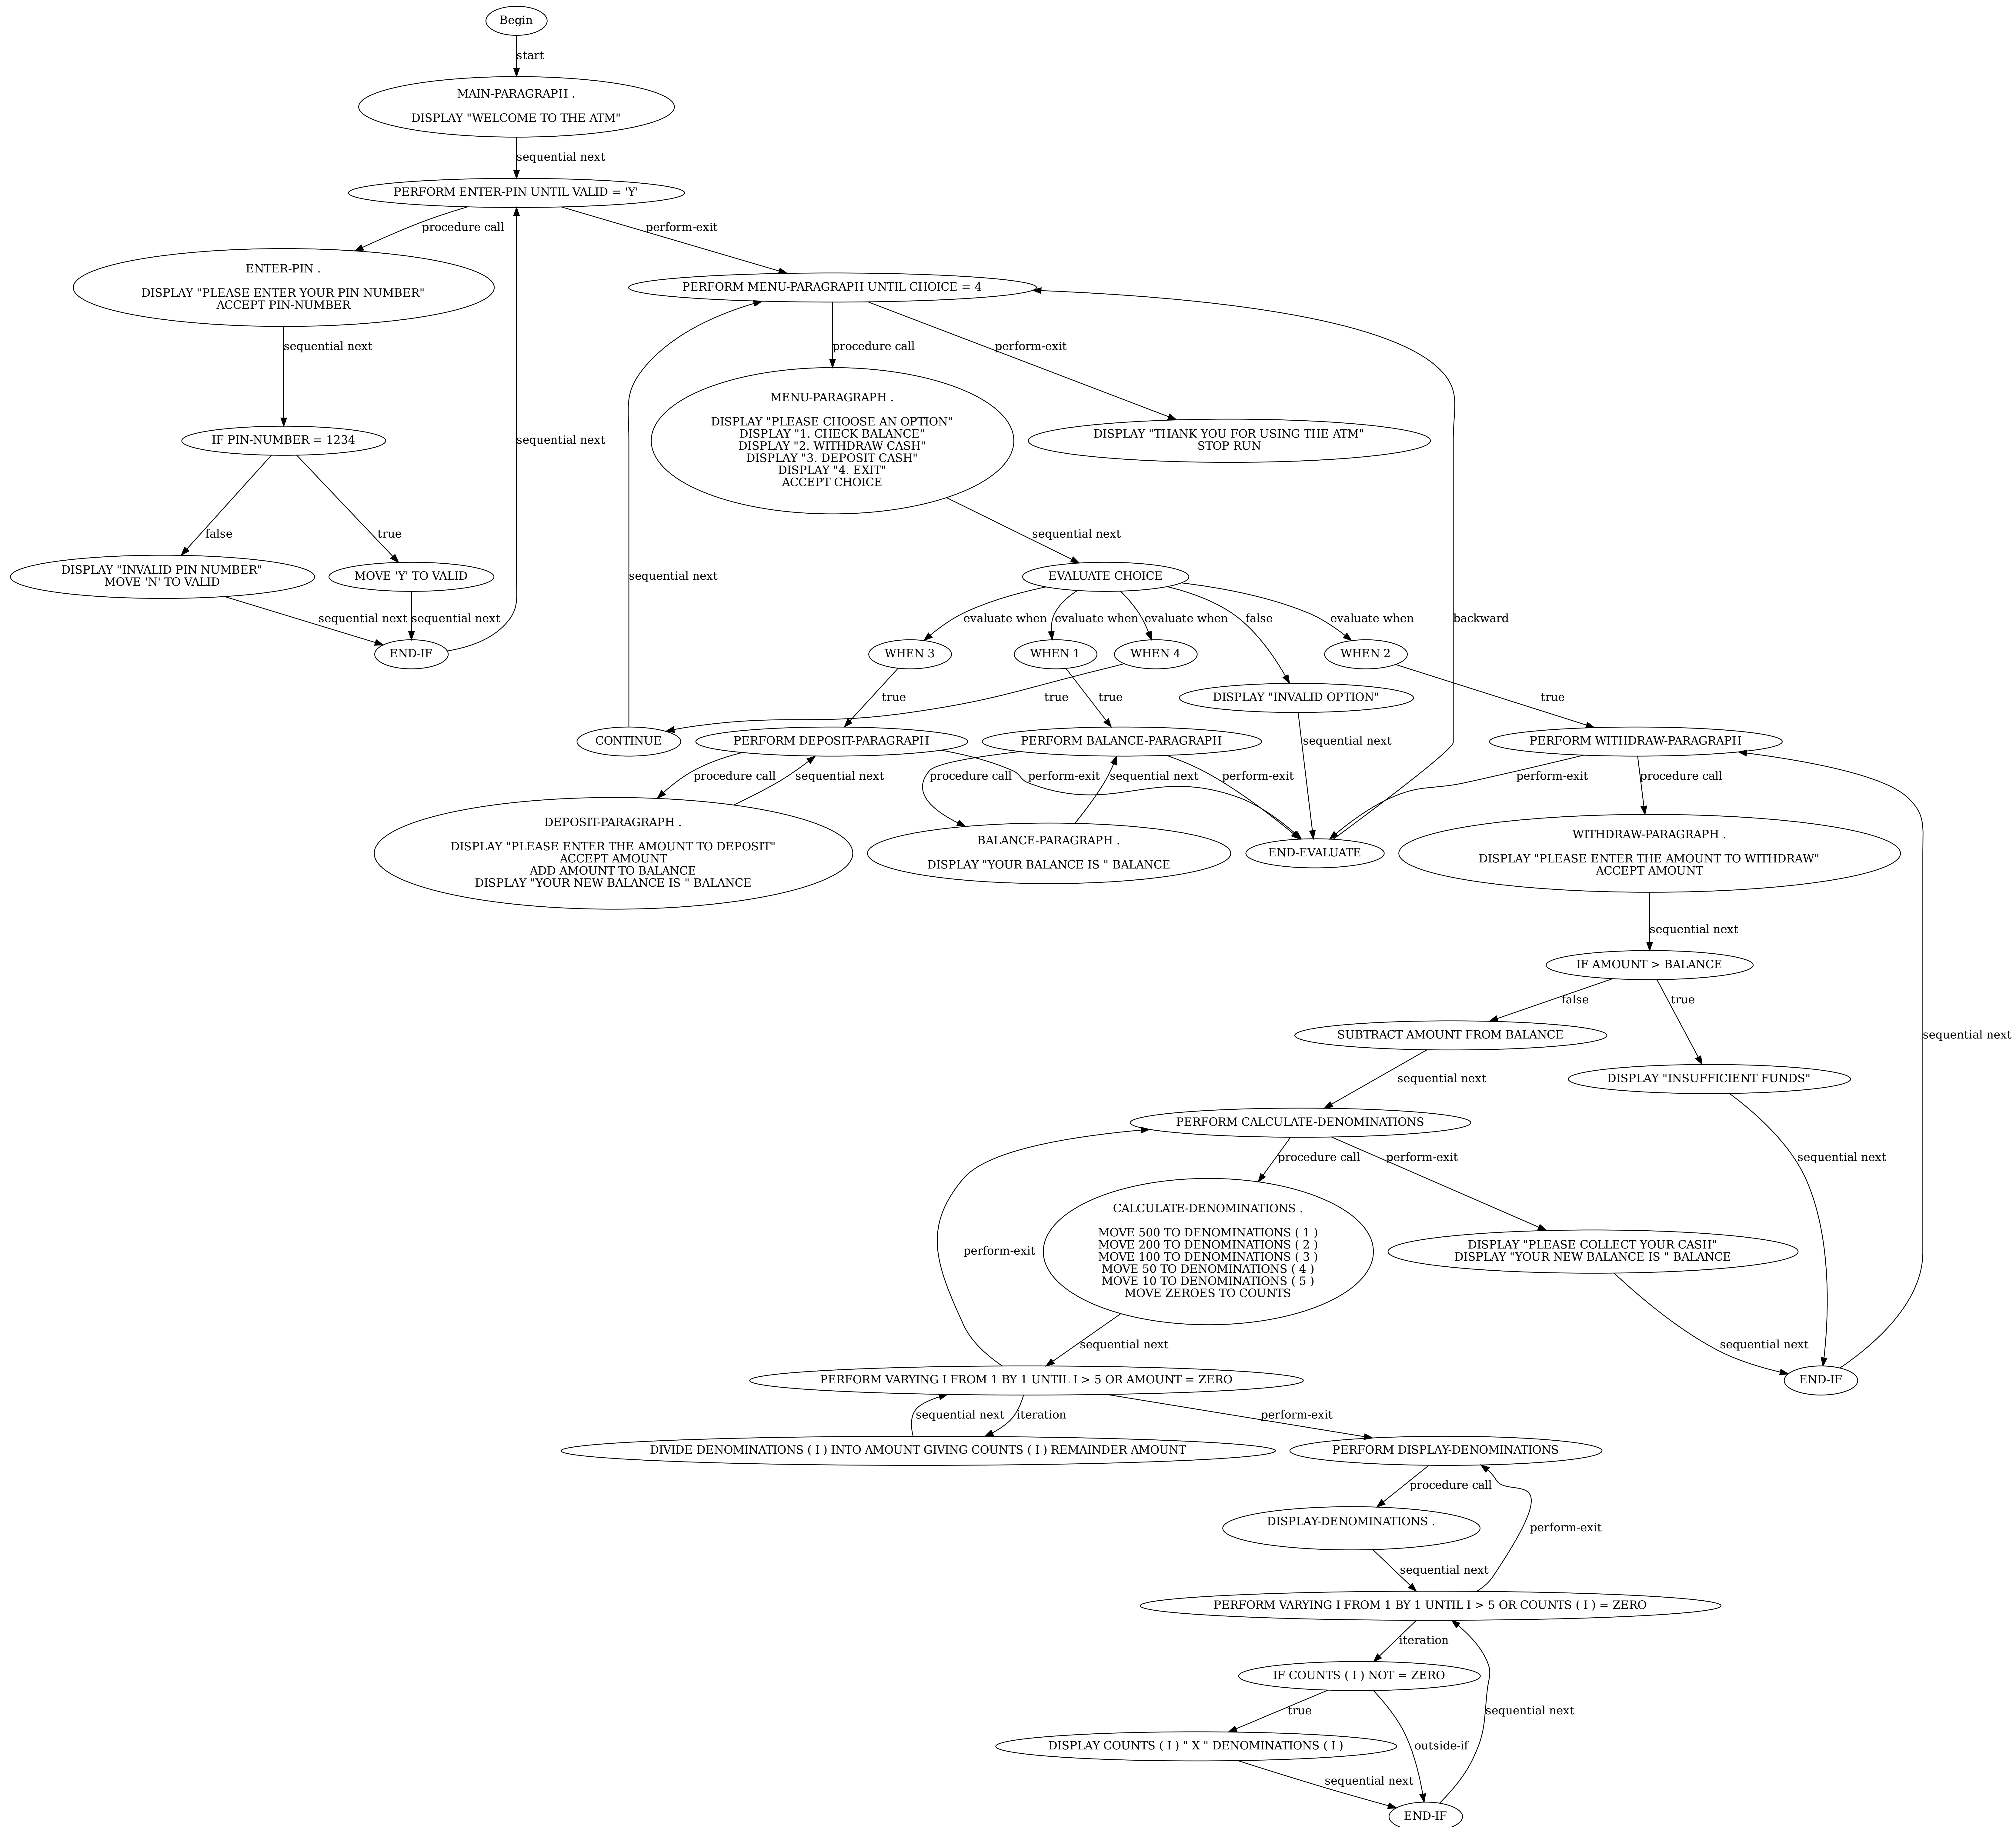 Begin
start
MAIN-PARAGRAPH .
DISPLAY "WELCOME TO THE ATM"
sequential next
PERFORM ENTER-PIN UNTIL VALID = 'Y'
procedure call
perform-exit
ENTER-PIN .
DISPLAY "PLEASE ENTER YOUR PIN NUMBER"
ACCEPT PIN-NUMBER
PERFORM MENU-PARAGRAPH UNTIL CHOICE = 4
sequential next
procedure call
perform-exit
MENU-PARAGRAPH .
DISPLAY "PLEASE CHOOSE AN OPTION"
DISPLAY "1. CHECK BALANCE"
DISPLAY "2. WITHDRAW CASH"
DISPLAY "3. DEPOSIT CASH"
DISPLAY "4. EXIT"
ACCEPT CHOICE
DISPLAY "THANK YOU FOR USING THE ATM"
STOP RUN
IF PIN-NUMBER = 1234
sequential next
false
true
sequential next
DISPLAY "INVALID PIN NUMBER"
MOVE 'N' TO VALID
MOVE 'Y' TO VALID
sequential next
EVALUATE CHOICE
sequential next
sequential next
evaluate when
evaluate when
evaluate when
false
evaluate when
backward
END-IF
WHEN 3
WHEN 1
WHEN 4
WHEN 2
true
true
true
DISPLAY "INVALID OPTION"
true
CONTINUE
PERFORM DEPOSIT-PARAGRAPH
PERFORM BALANCE-PARAGRAPH
sequential next
PERFORM WITHDRAW-PARAGRAPH
procedure call
sequential next
procedure call
perform-exit
sequential next
perform-exit
perform-exit
procedure call
DEPOSIT-PARAGRAPH .
DISPLAY "PLEASE ENTER THE AMOUNT TO DEPOSIT"
ACCEPT AMOUNT
ADD AMOUNT TO BALANCE
DISPLAY "YOUR NEW BALANCE IS " BALANCE
BALANCE-PARAGRAPH .
DISPLAY "YOUR BALANCE IS " BALANCE
END-EVALUATE
WITHDRAW-PARAGRAPH .
DISPLAY "PLEASE ENTER THE AMOUNT TO WITHDRAW"
ACCEPT AMOUNT
sequential next
IF AMOUNT > BALANCE
false
true
SUBTRACT AMOUNT FROM BALANCE
sequential next
sequential next
DISPLAY "INSUFFICIENT FUNDS"
PERFORM CALCULATE-DENOMINATIONS
procedure call
perform-exit
sequential next
CALCULATE-DENOMINATIONS .
MOVE 500 TO DENOMINATIONS ( 1 )
MOVE 200 TO DENOMINATIONS ( 2 )
MOVE 100 TO DENOMINATIONS ( 3 )
MOVE 50 TO DENOMINATIONS ( 4 )
MOVE 10 TO DENOMINATIONS ( 5 )
MOVE ZEROES TO COUNTS
perform-exit
DISPLAY "PLEASE COLLECT YOUR CASH"
DISPLAY "YOUR NEW BALANCE IS " BALANCE
sequential next
sequential next
PERFORM VARYING I FROM 1 BY 1 UNTIL I > 5 OR AMOUNT = ZERO
END-IF
sequential next
iteration
perform-exit
DIVIDE DENOMINATIONS ( I ) INTO AMOUNT GIVING COUNTS ( I ) REMAINDER AMOUNT
PERFORM DISPLAY-DENOMINATIONS
procedure call
DISPLAY-DENOMINATIONS .
perform-exit
sequential next
PERFORM VARYING I FROM 1 BY 1 UNTIL I > 5 OR COUNTS ( I ) = ZERO
iteration
IF COUNTS ( I ) NOT = ZERO
true
sequential next
DISPLAY COUNTS ( I ) " X " DENOMINATIONS ( I )
outside-if
sequential next
END-IF